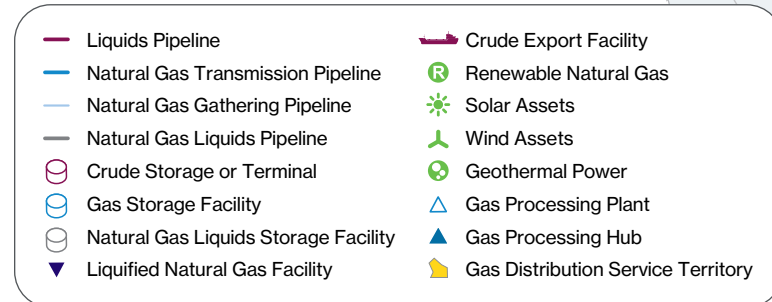 Liquids Pipeline
Natural Gas Transmission Pipeline
Natural Gas Gathering Pipeline
Natural Gas Liquids Pipeline
Crude Storage or Terminal
Gas Storage Facility
Natural Gas Liquids Storage Facility
Liquified Natural Gas Facility
Crude Export Facility
R Renewable Natural Gas
Solar Assets
Wind Assets
Geothermal Power
Gas Processing Plant
Gas Processing Hub
Gas Distribution Service Territory